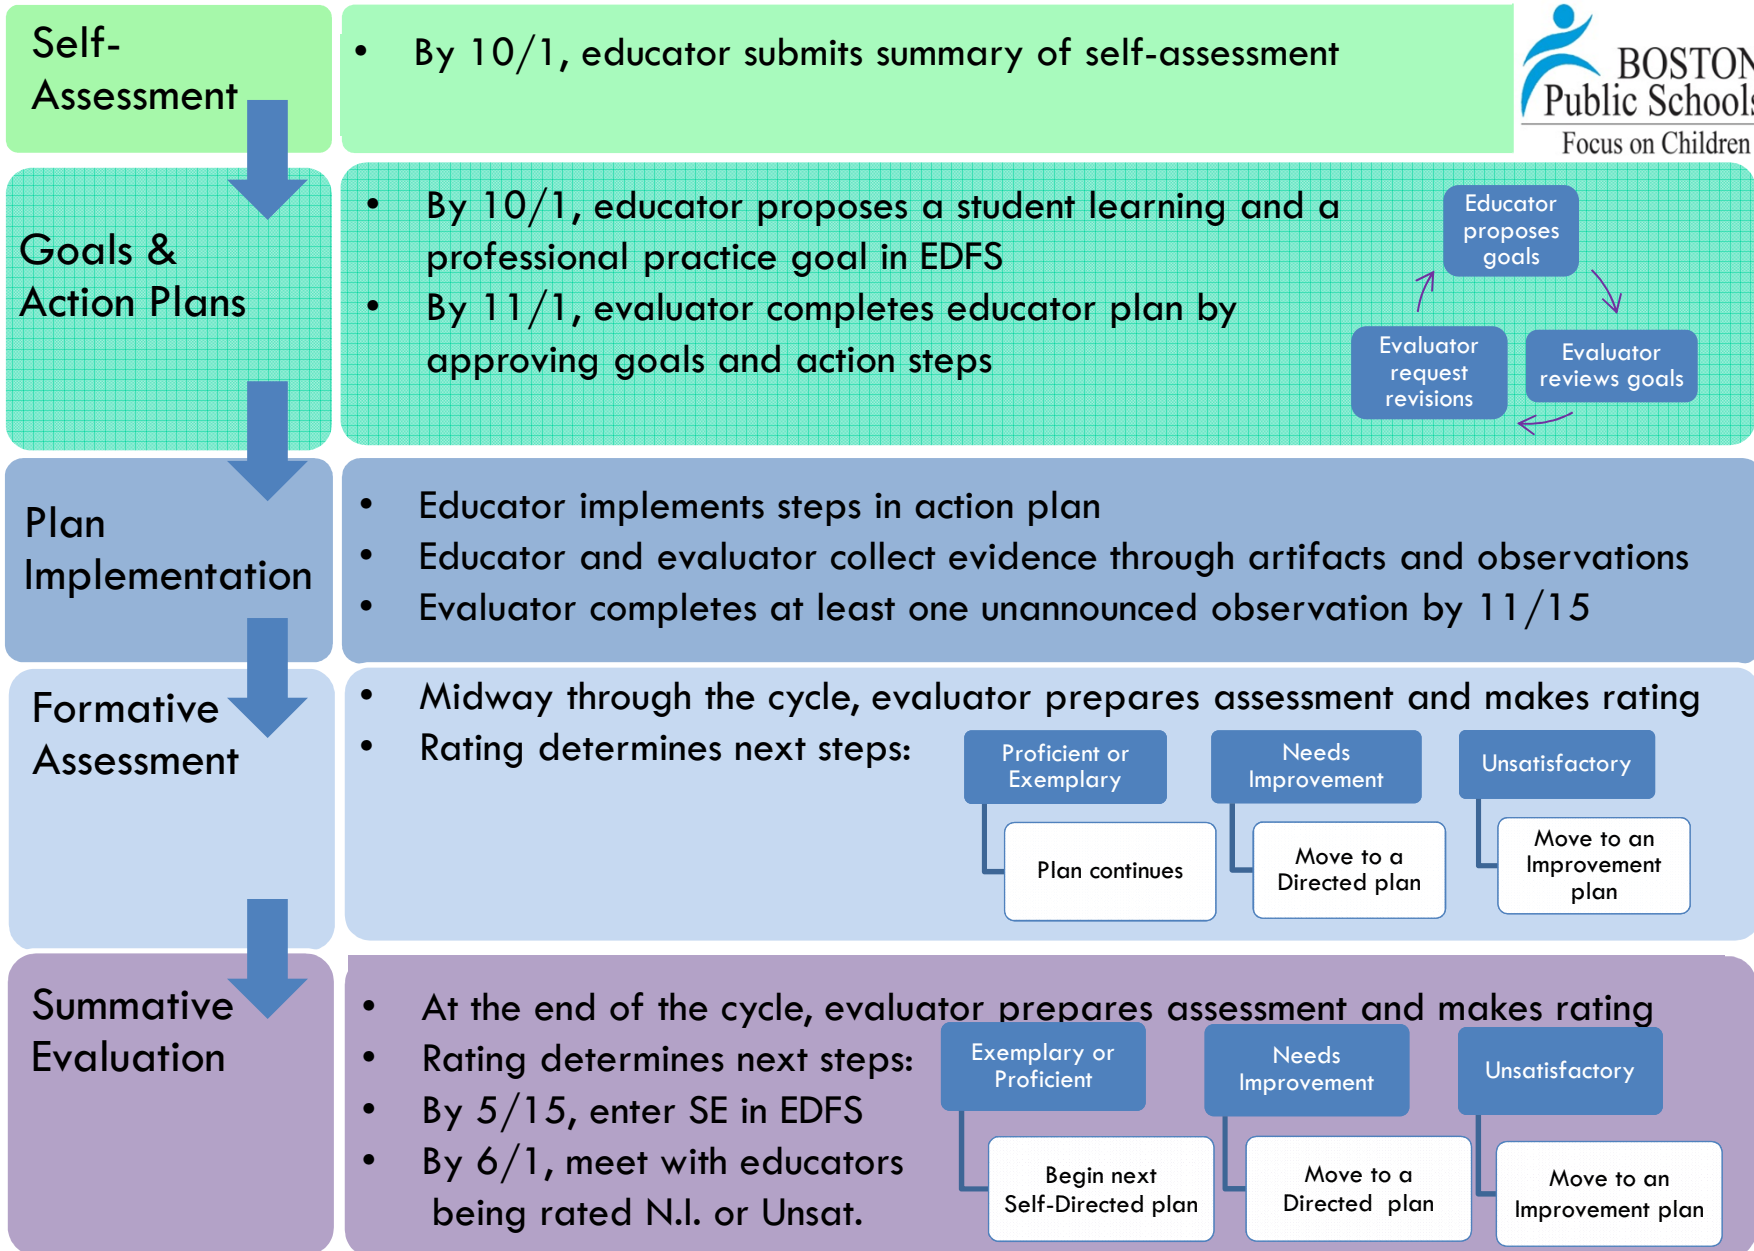 Self-
Assessment
• By 10/1, educator submits summary of self-assessment
BOSTON
Public Schools
Focus on Children
Goals &
Action Plans
• By 10/1, educator proposes a student learning and a
professional practice goal in EDFS
• By 11/1, evaluator completes educator plan by
approving goals and action steps
Educator
proposes
goals
Evaluator
reviews goals
Evaluator
request
revisions
Plan
Implementation
• Educator implements steps in action plan
• Educator and evaluator collect evidence through artifacts and observations
• Evaluator completes at least one unannounced observation by 11/15
Formative
Assessment
• Midway through the cycle, evaluator prepares assessment and makes rating
• Rating determines next steps:
Proficient or
Exemplary
Plan continues
Needs
Improvement
Move to a
Directed plan
Unsatisfactory
Move to an
Improvement
plan
Summative
Evaluation
• At the end of the cycle, evaluator prepares assessment and makes rating
• Rating determines next steps:
• By 5/15, enter SE in EDFS
• By 6/1, meet with educators
being rated N.I. or Unsat.
Exemplary or
Proficient
Begin next
Self-Directed plan
Needs
Improvement
Move to a
Directed plan
Unsatisfactory
Move to an
Improvement plan